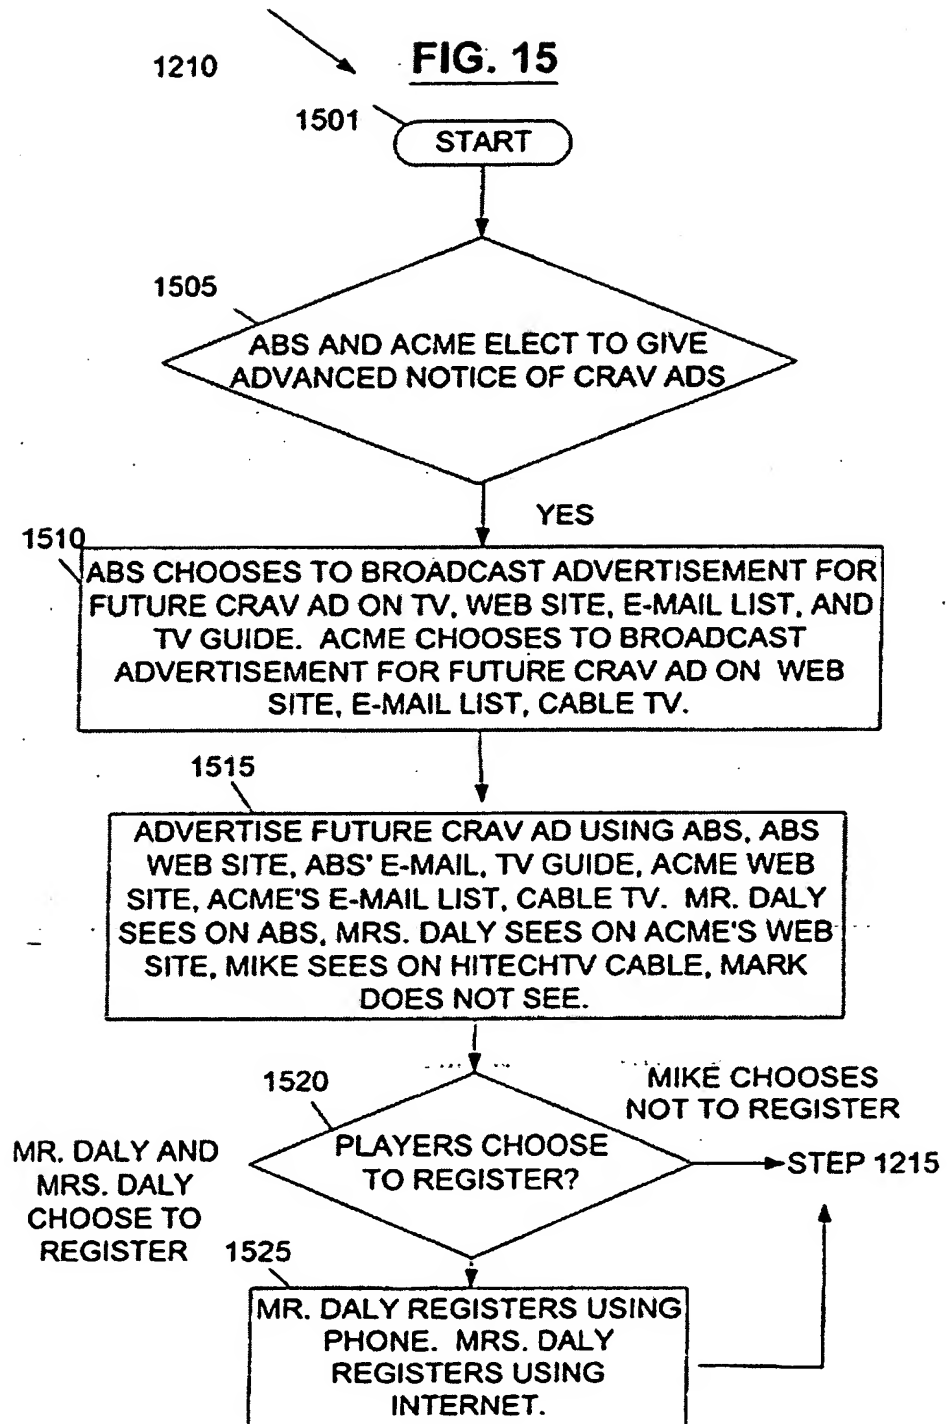 1210
FIG. 15
1501
START
1505
ABS AND ACME ELECT TO GIVE
ADVANCED NOTICE OF CRAV ADS
YES
1510
ABS CHOOSES TO BROADCAST ADVERTISEMENT FOR
FUTURE CRAV AD ON TV, WEB SITE, E-MAIL LIST, AND
TV GUIDE. ACME CHOOSES TO BROADCAST
ADVERTISEMENT FOR FUTURE CRAV AD ON WEB
SITE, E-MAIL LIST, CABLE TV.
1515
ADVERTISE FUTURE CRAV AD USING ABS, ABS
WEB SITE, ABS' E-MAIL, TV GUIDE, ACME WEB
SITE, ACME'S E-MAIL LIST, CABLE TV. MR. DALY
SEES ON ABS, MRS. DALY SEES ON ACME'S WEB
SITE, MIKE SEES ON HITECHTV CABLE, MARK
DOES NOT SEE.
1520
PLAYERS CHOOSE
TO REGISTER?
MIKE CHOOSES
NOT TO REGISTER
STEP 1215
MR. DALY AND
MRS. DALY
CHOOSE TO
REGISTER
1525
MR. DALY REGISTERS USING
PHONE. MRS. DALY
REGISTERS USING
INTERNET.